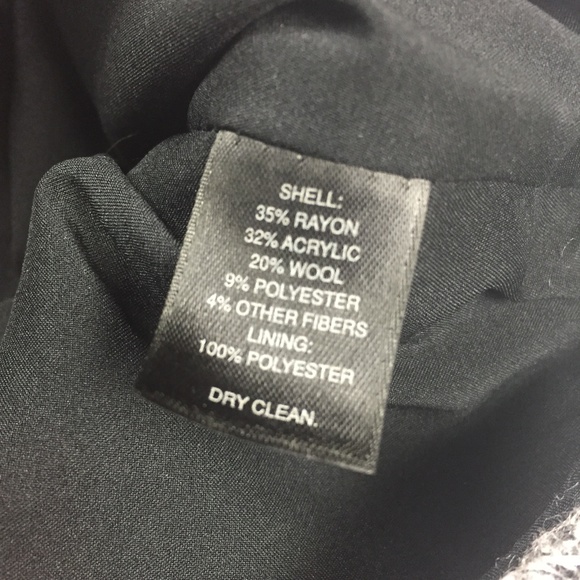 SHELL:
35% RAYON
32% ACRYLIC
20% WOOL
9% POLYESTER
4% OTHER FIBERS
LINING:
100% POLYESTER
DRY CLEAN.